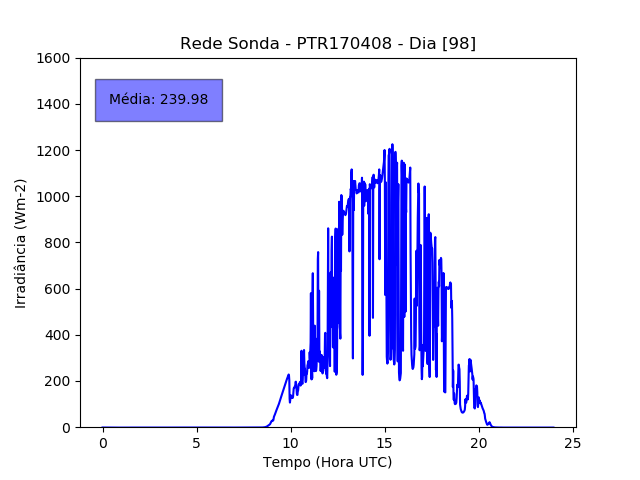 Rede Sonda - PTR170408 - Dia [98]
1600
1400
1200
1000
800
600
400
200
0
Média: 239.98
Irradiância (Wm-2)
0 5 10 15 20 25
Tempo (Hora UTC)